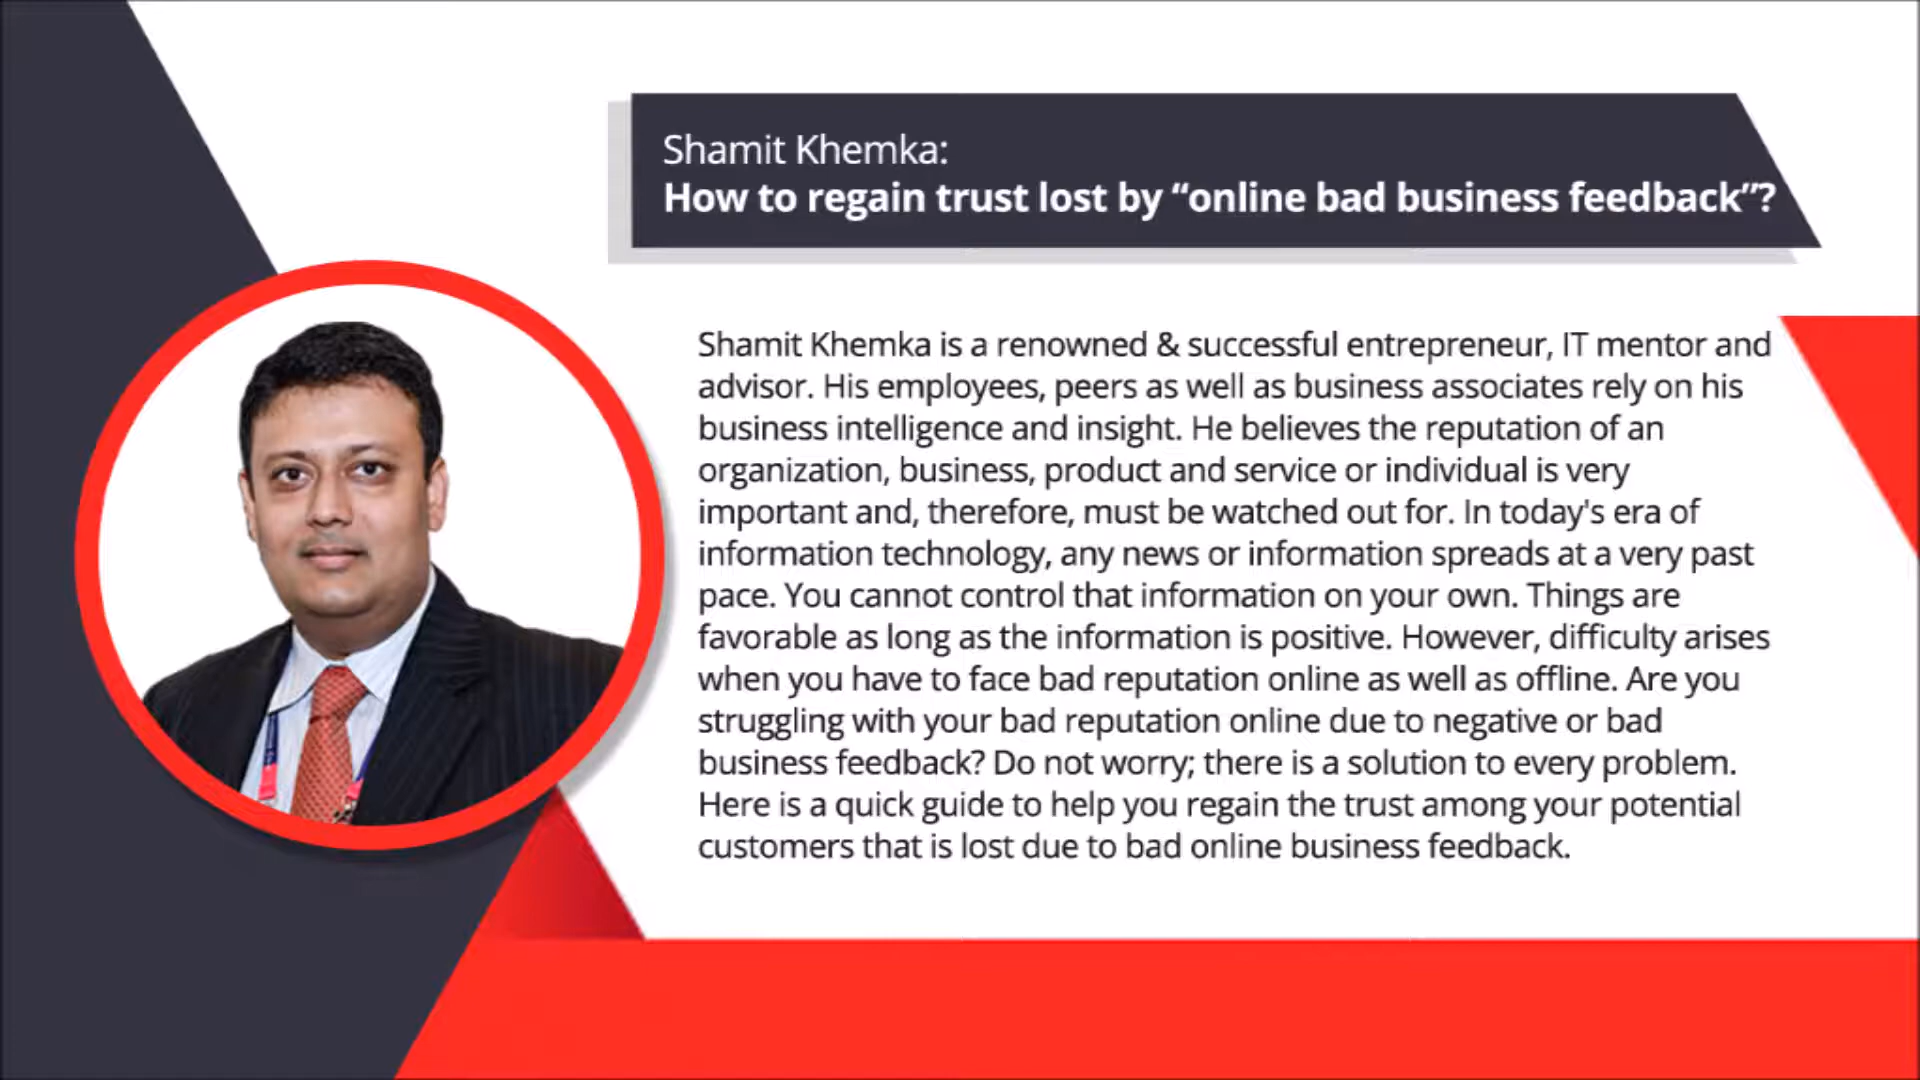 Shamit Khemka:
How to regain trust lost by “online bad business feedback”?
Shamit Khemka is a renowned & successful entrepreneur, IT mentor and
advisor. His employees, peers as well as business associates rely on his
business intelligence and insight. He believes the reputation of an
organization, business, product and service or individual is very
important and, therefore, must be watched out for. In today's era of
information technology, any news or information spreads at a very past
pace. You cannot control that information on your own. Things are
favorable as long as the information is positive. However, difficulty arises
when you have to face bad reputation online as well as offline. Are you
struggling with your bad reputation online due to negative or bad
business feedback? Do not worry; there is a solution to every problem.
Here is a quick guide to help you regain the trust among your potential
customers that is lost due to bad online business feedback.